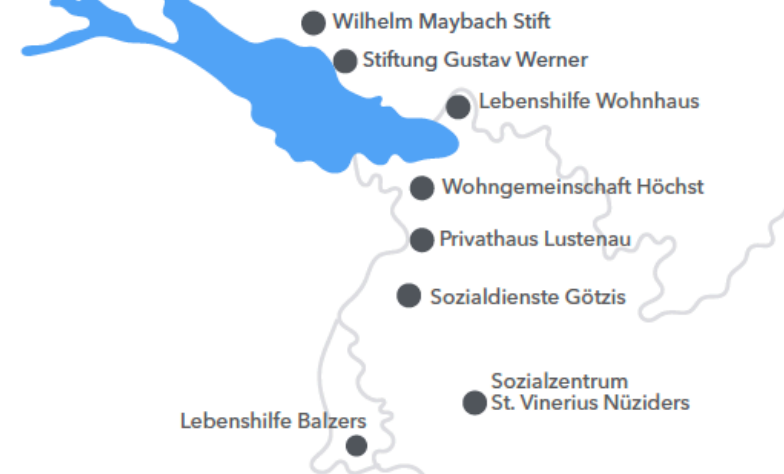 Wilhelm Maybach Stift
Stiftung Gustav Werner
Lebenshilfe Wohnhaus
Wohngemeinschaft Höchst
Privathaus Lustenau
Sozialdienste Götzis
Sozialzentrum
St. Vinerius Nüziders
Lebenshilfe Balzers